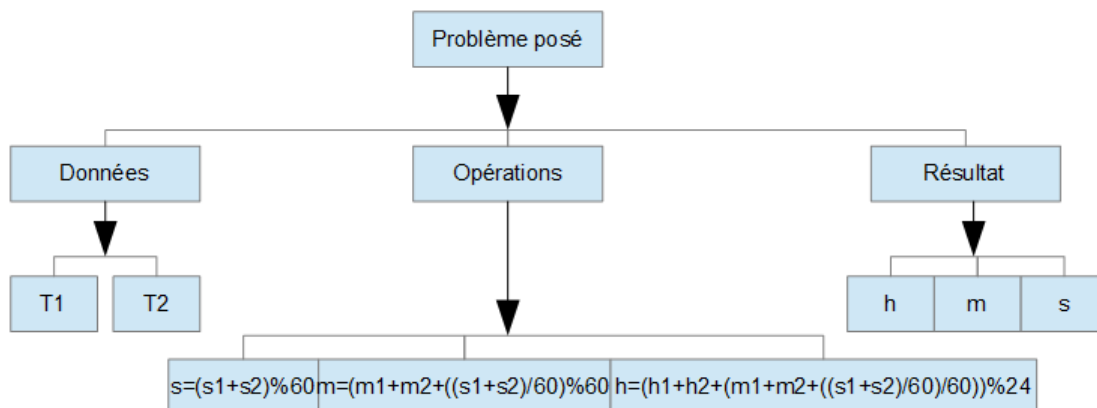 Problème posé
Données
Opérations
Résultat
T1
T2
h
m
s
s=(s1+s2)%60
m=(m1+m2+((s1+s2)/60)%60
h=(h1+h2+(m1+m2+((s1+s2)/60)/60))%24